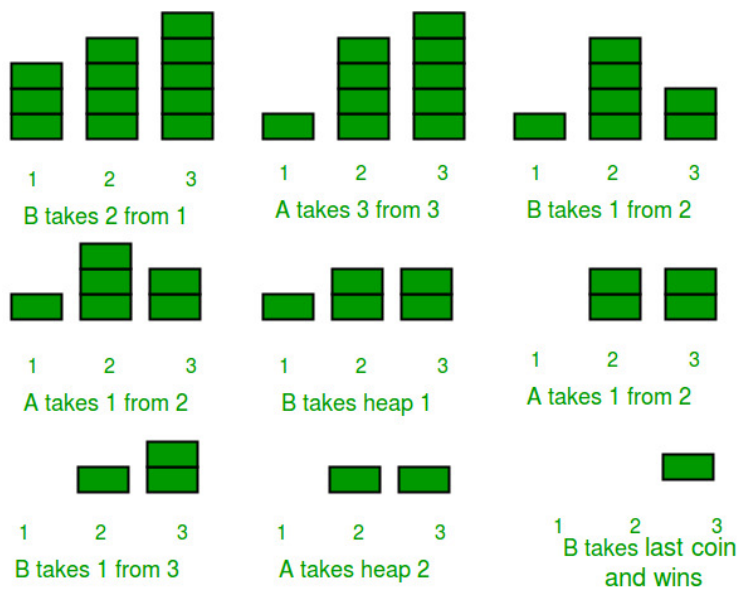 1 2 3
B takes 2 from 1
1 2 3
A takes 3 from 3
1 2 3
B takes 1 from 2
1 2 3
A takes 1 from 2
1 2 3
B takes heap 1
1 2 3
A takes 1 from 2
1 2 3
B takes 1 from 3
1 2 3
A takes heap 2
1 2 3
B takes last coin
and wins